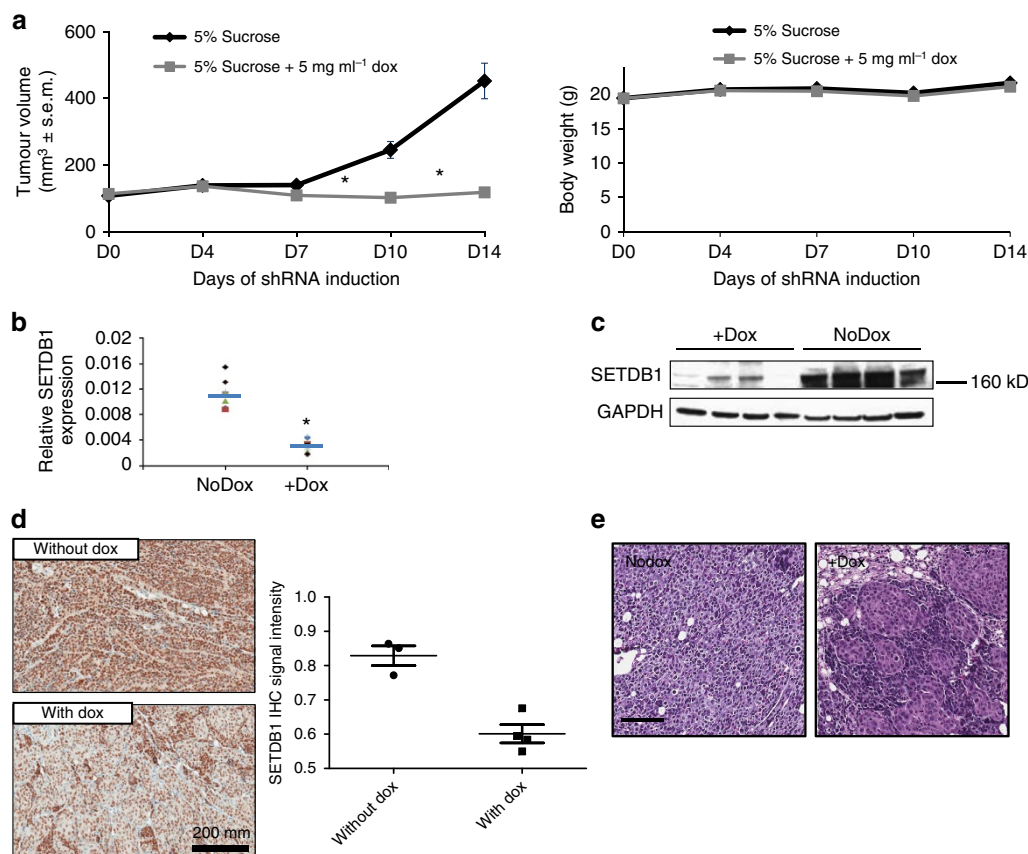 a
600
400
200
0
Tumour volume
(mm³ ± s.e.m.)
5% Sucrose
5% Sucrose + 5 mg ml⁻¹ dox
*
*
D0 D4 D7 D10 D14
Days of shRNA induction
5% Sucrose
5% Sucrose + 5 mg ml⁻¹ dox
20
15
10
5
0
Body weight (g)
D0 D4 D7 D10 D14
Days of shRNA induction
b
0.02
0.016
0.012
0.008
0.004
0
Relative SETDB1
expression
*
NoDox +Dox
c
+Dox NoDox
SETDB1
160 kD
GAPDH
d
Without dox
With dox
200 mm
SETDB1 IHC signal intensity
1.0
0.9
0.8
0.7
0.6
0.5
Without dox
With dox
e
Nodox
+Dox